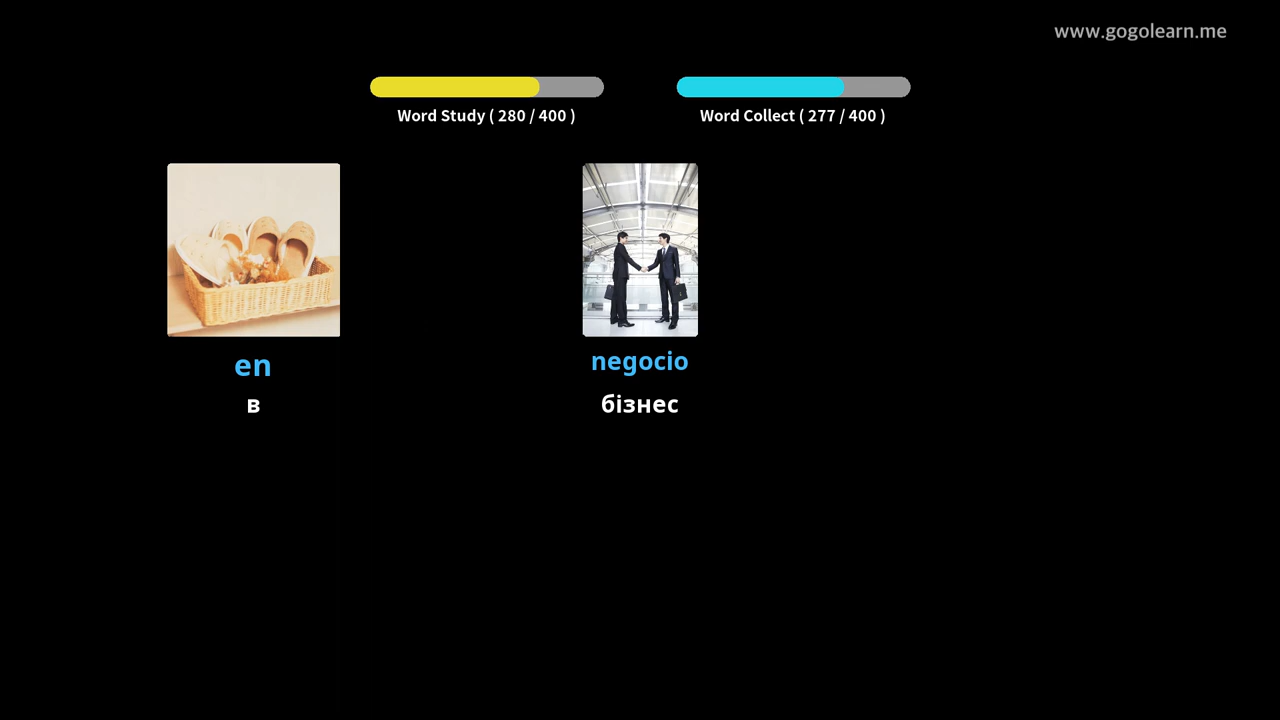 www.gogolearn.me
Word Study ( 280 / 400 )
Word Collect ( 277 / 400 )
en
в
negocio
бізнес